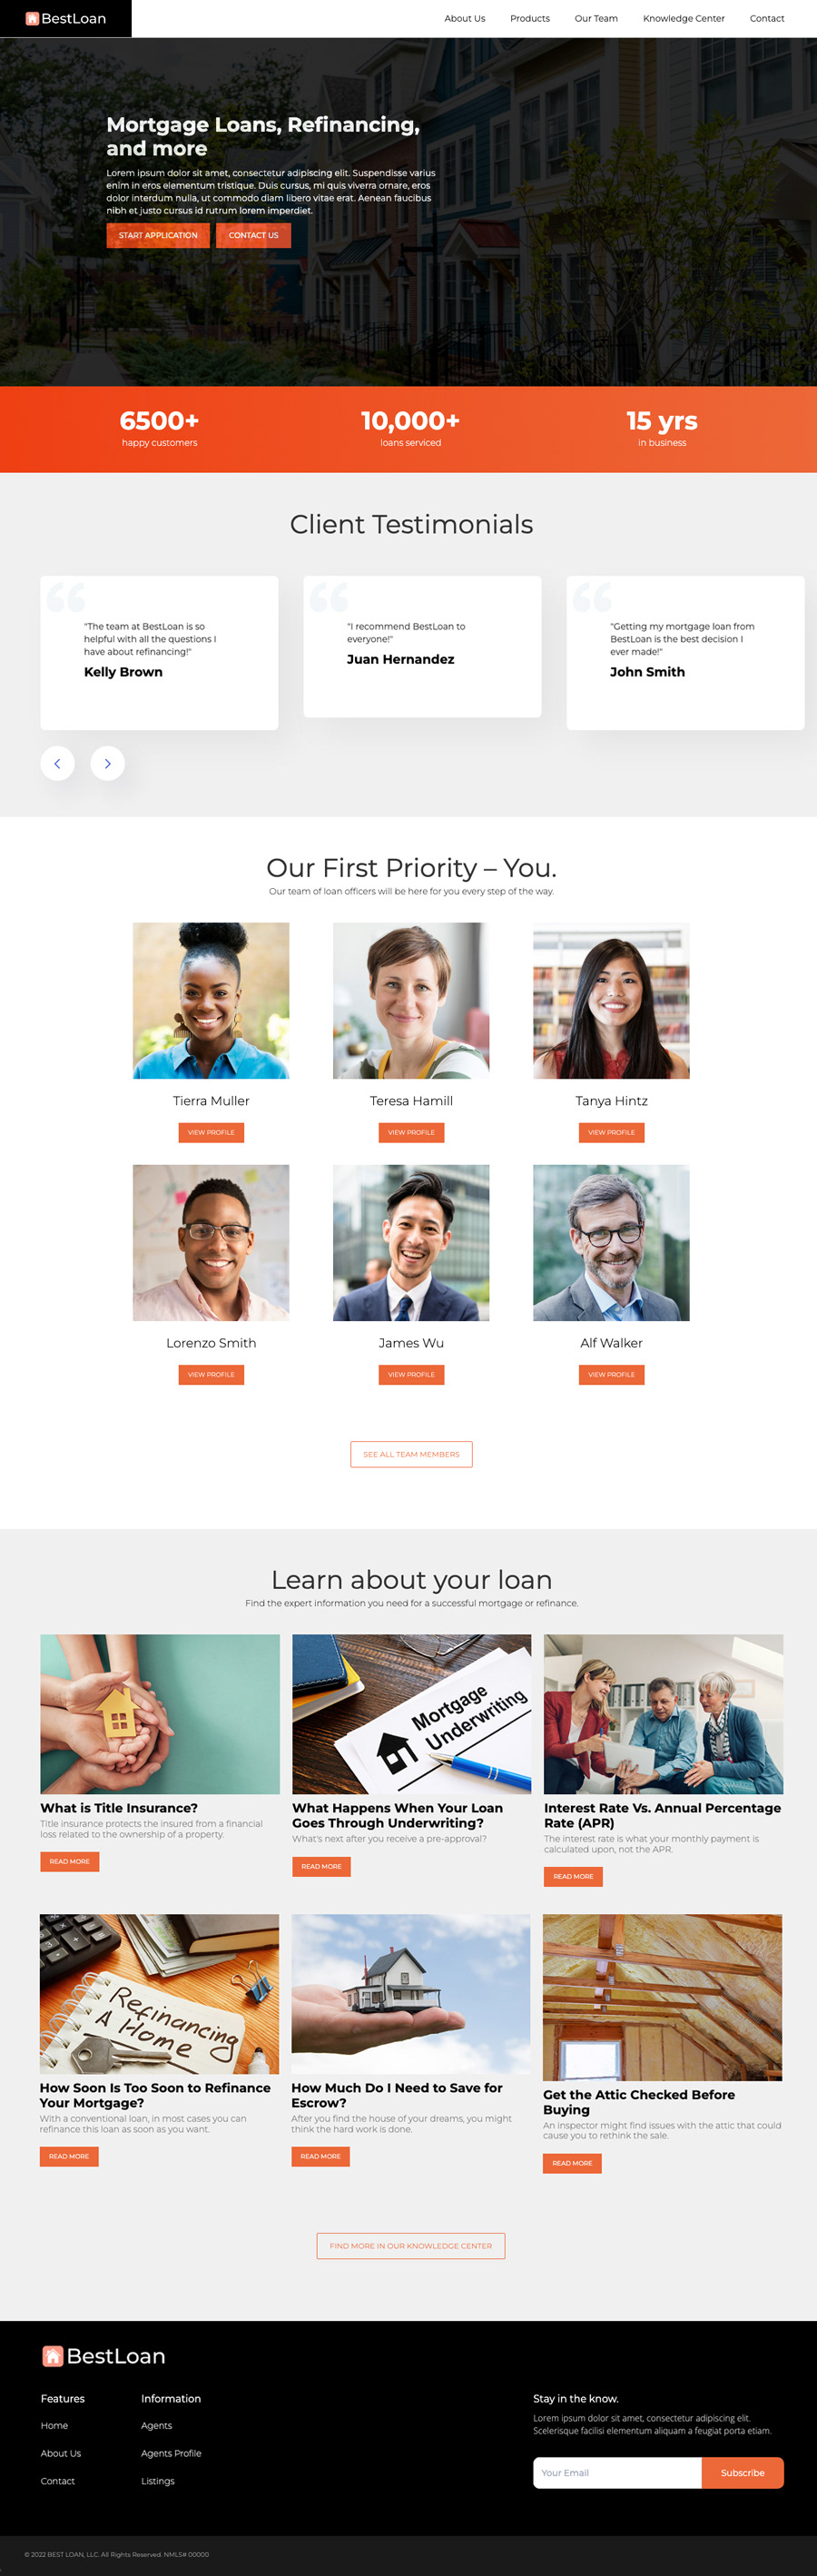 BestLoan
About Us Products Our Team Knowledge Center Contact
Mortgage Loans, Refinancing,
and more
Lorem ipsum dolor sit amet, consectetur adipiscing elit. Suspendisse varius
enim in eros elementum tristique. Duis cursus, mi quis viverra ornare, eros
dolor interdum nulla, ut commodo diam libero vitae erat. Aenean faucibus
nibh et justo cursus id rutrum lorem imperdiet.
START APPLICATION CONTACT US
6500+ 10,000+ 15 yrs
happy customers loans serviced in business
Client Testimonials
"The team at BestLoan is so
helpful with all the questions I
have about refinancing!"
Kelly Brown
"I recommend BestLoan to
everyone!"
Juan Hernandez
"Getting my mortgage loan from
BestLoan is the best decision I
ever made!"
John Smith
Our First Priority – You.
Our team of loan officers will be here for you every step of the way.
Tierra Muller Teresa Hamill Tanya Hintz
VIEW PROFILE VIEW PROFILE VIEW PROFILE
Lorenzo Smith James Wu Alf Walker
VIEW PROFILE VIEW PROFILE VIEW PROFILE
SEE ALL TEAM MEMBERS
Learn about your loan
Find the expert information you need for a successful mortgage or refinance.
What is Title Insurance?
Title insurance protects the insured from a financial
loss related to the ownership of a property.
READ MORE
Mortgage
Underwriting
What Happens When Your Loan
Goes Through Underwriting?
What's next after you receive a pre-approval?
READ MORE
Interest Rate Vs. Annual Percentage
Rate (APR)
The interest rate is what your monthly payment is
calculated upon, not the APR.
READ MORE
Refinancing
A Home
How Soon Is Too Soon to Refinance
Your Mortgage?
With a conventional loan, in most cases you can
refinance this loan as soon as you want.
READ MORE
How Much Do I Need to Save for
Escrow?
After you find the house of your dreams, you might
think the hard work is done.
READ MORE
Get the Attic Checked Before
Buying
An inspector might find issues with the attic that could
cause you to rethink the sale.
READ MORE
FIND MORE IN OUR KNOWLEDGE CENTER
BestLoan
Features
Home
About Us
Contact
Information
Agents
Agents Profile
Listings
Stay in the know.
Lorem ipsum dolor sit amet, consectetur adipiscing elit.
Scelerisque facilisi elementum aliquam a feugiat porta etiam.
Your Email Subscribe
© 2022 BEST LOAN, LLC. All Rights Reserved. NMLS# 00000